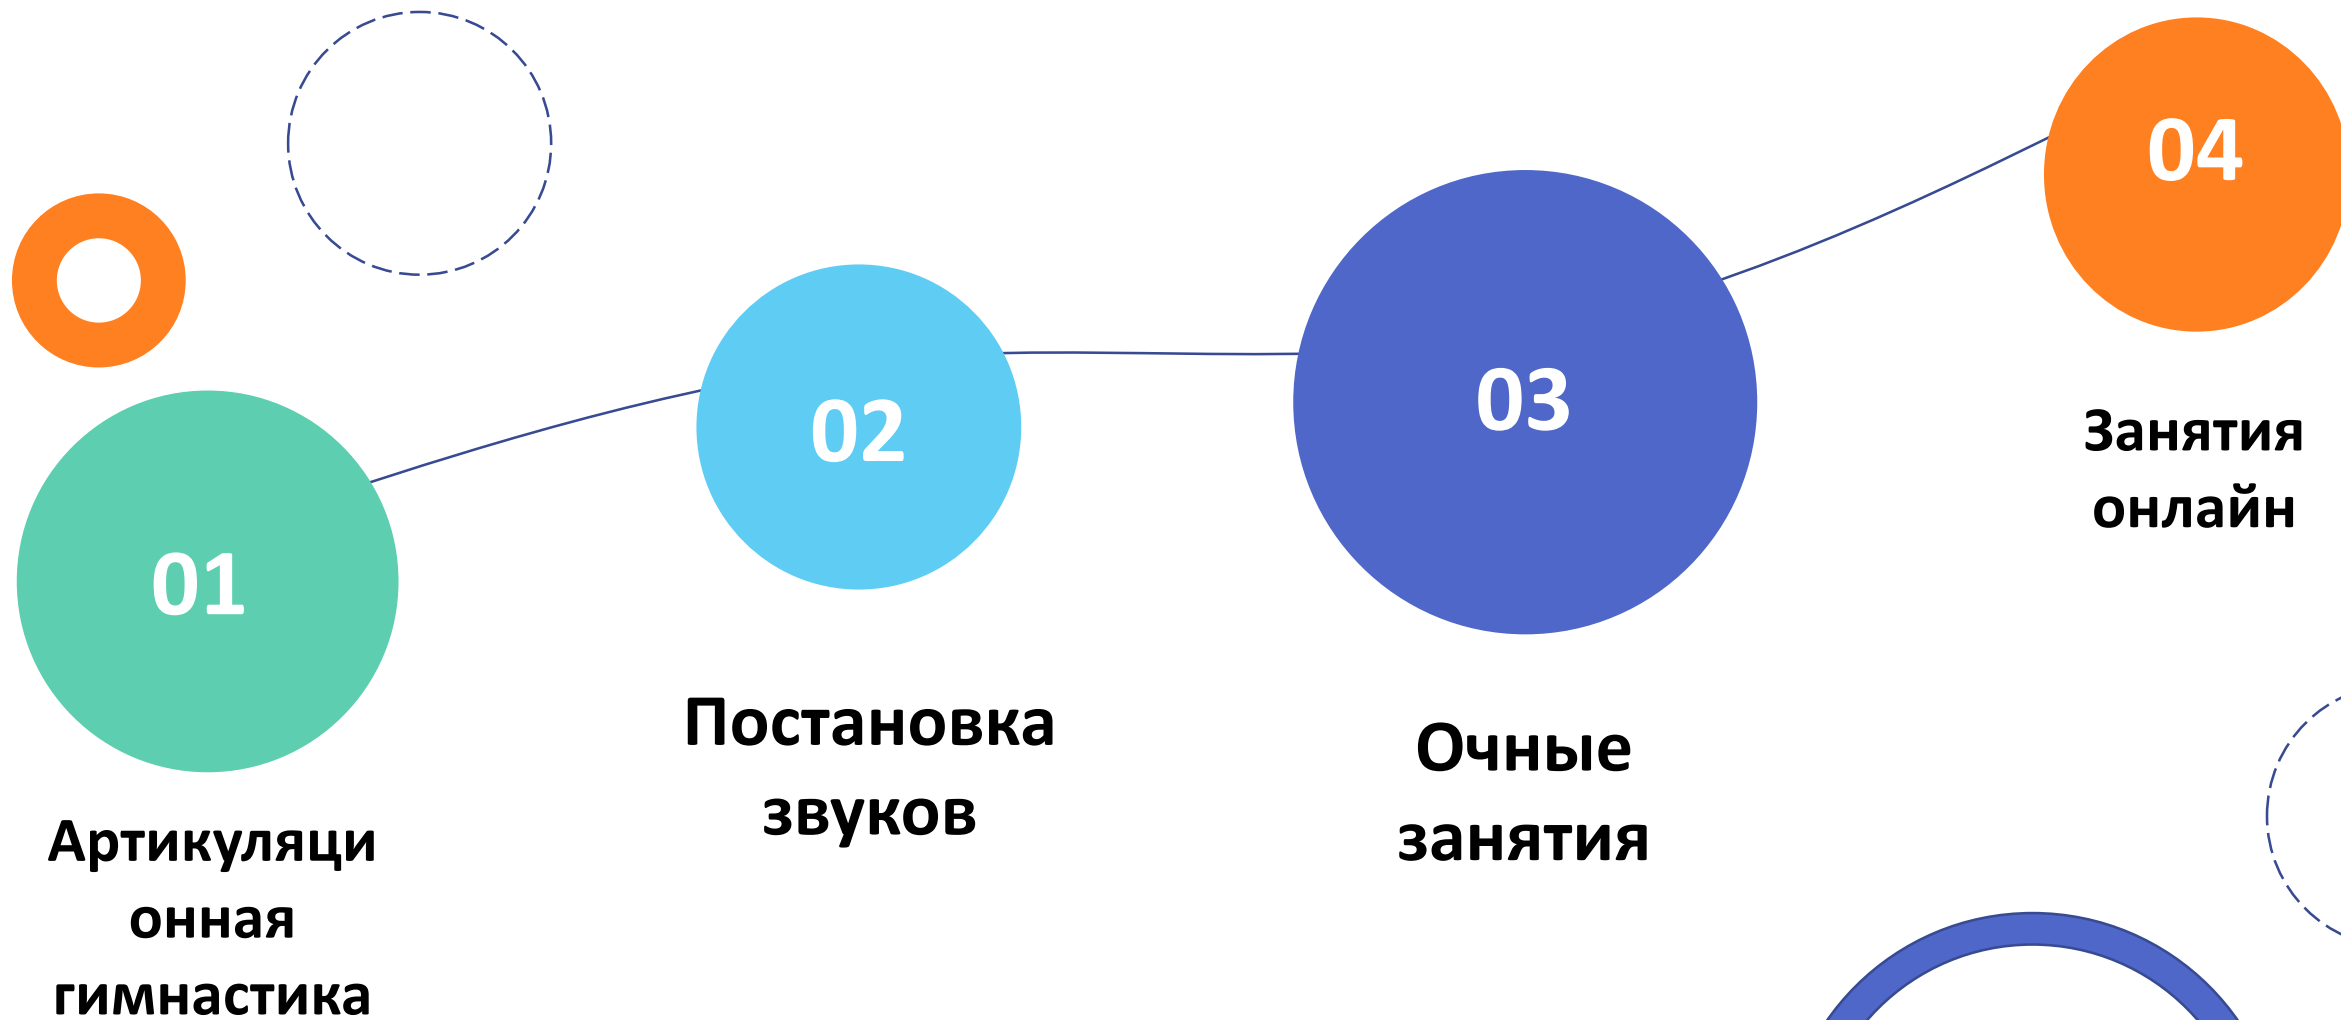 01
Артикуляци
онная
гимнастика
02
Постановка
звуков
03
Очные
занятия
04
Занятия
онлайн